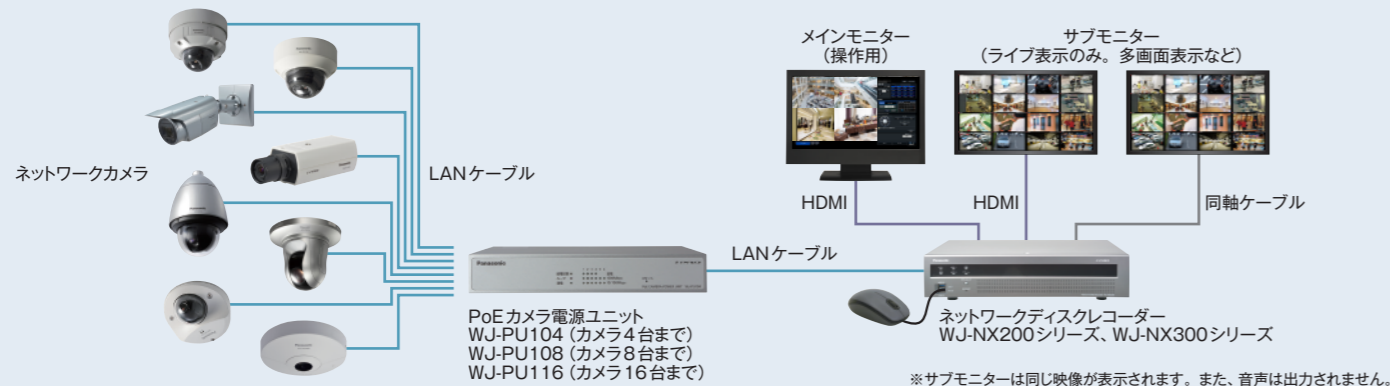 メインモニター
(操作用)
サブモニター
(ライブ表示のみ。多画面表示など)
ネットワークカメラ
LANケーブル
HDMI
HDMI
同軸ケーブル
LANケーブル
Panasonic
Panasonic
PoEカメラ電源ユニット
WJ-PU104(カメラ4台まで)
WJ-PU108(カメラ8台まで)
WJ-PU116(カメラ16台まで)
ネットワークディスクレコーダー
WJ-NX200シリーズ、WJ-NX300シリーズ
※サブモニターは同じ映像が表示されます。また、音声は出力されません。